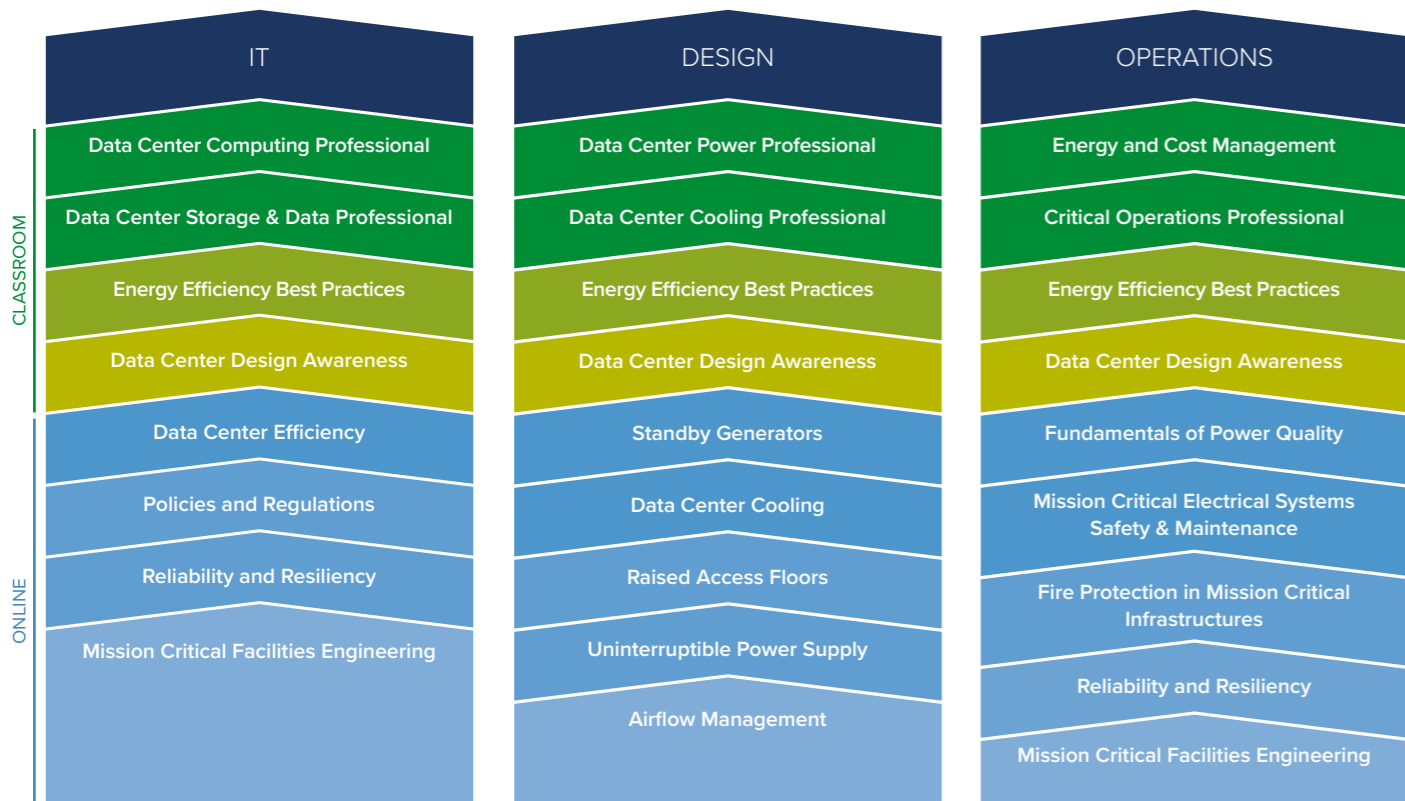 IT
CLASSROOM
Data Center Computing Professional
Data Center Storage & Data Professional
Energy Efficiency Best Practices
Data Center Design Awareness
ONLINE
Data Center Efficiency
Policies and Regulations
Reliability and Resiliency
Mission Critical Facilities Engineering
DESIGN
Data Center Power Professional
Data Center Cooling Professional
Energy Efficiency Best Practices
Data Center Design Awareness
Standby Generators
Data Center Cooling
Raised Access Floors
Uninterruptible Power Supply
Airflow Management
OPERATIONS
Energy and Cost Management
Critical Operations Professional
Energy Efficiency Best Practices
Data Center Design Awareness
Fundamentals of Power Quality
Mission Critical Electrical Systems
Safety & Maintenance
Fire Protection in Mission Critical
Infrastructures
Reliability and Resiliency
Mission Critical Facilities Engineering